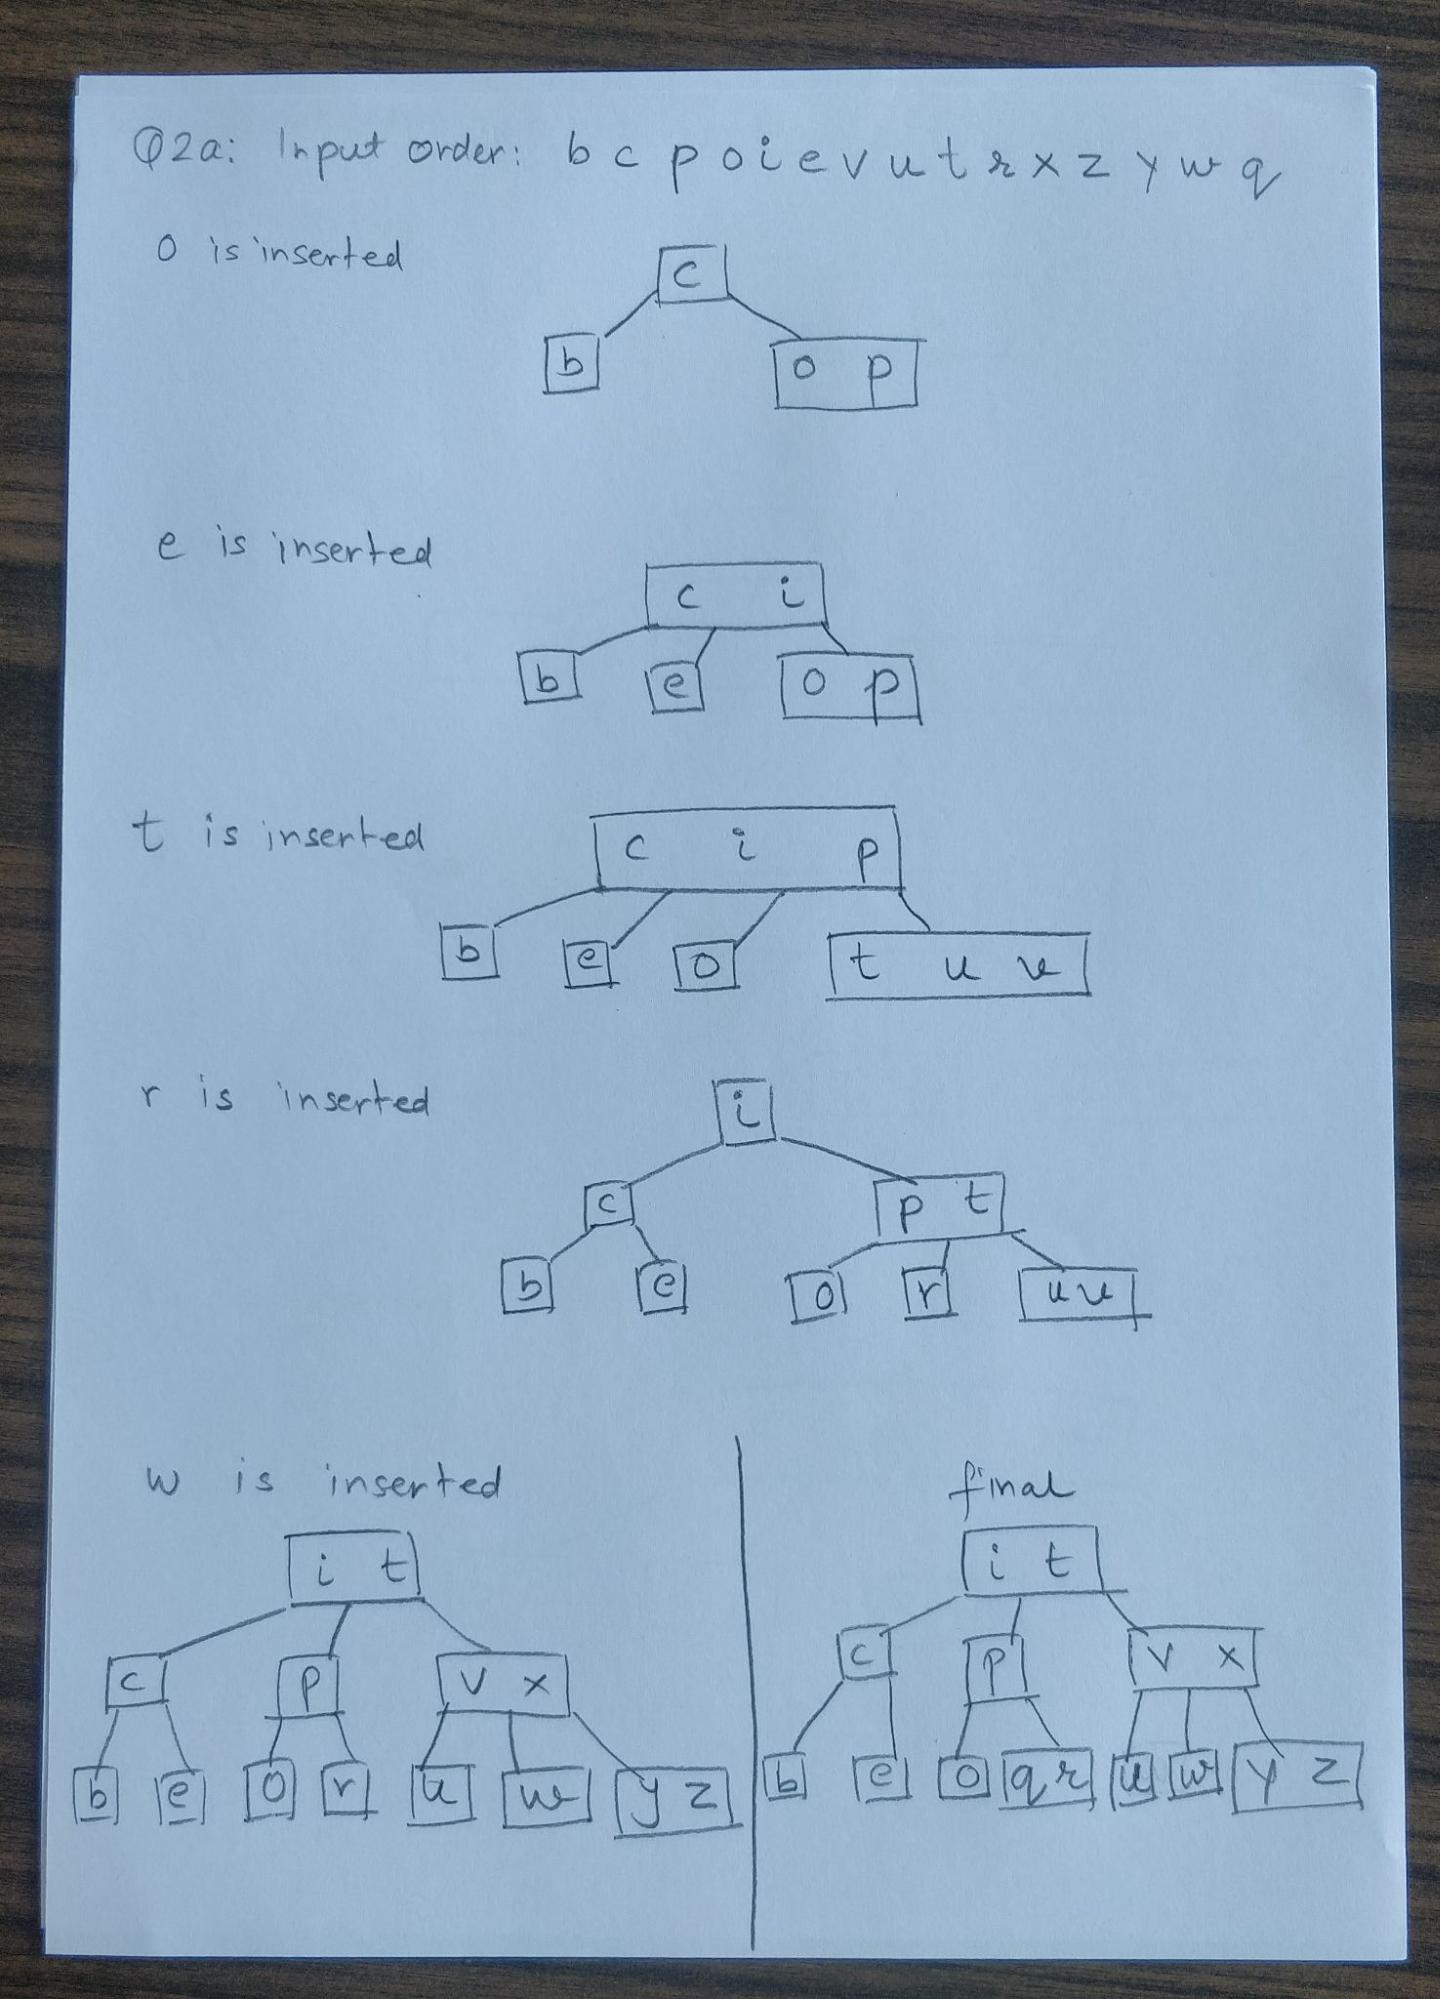 Q2a: Input order: b c p o i e v u t r x z y w q
o is inserted
c
b o p
e is inserted
c i
b e o p
t is inserted
c i p
b e o t u v
r is inserted
i
c p t
b e o r u v
w is inserted
i t
c p v x
b e o r u w y z
final
i t
c p v x
b e o q r u w y z